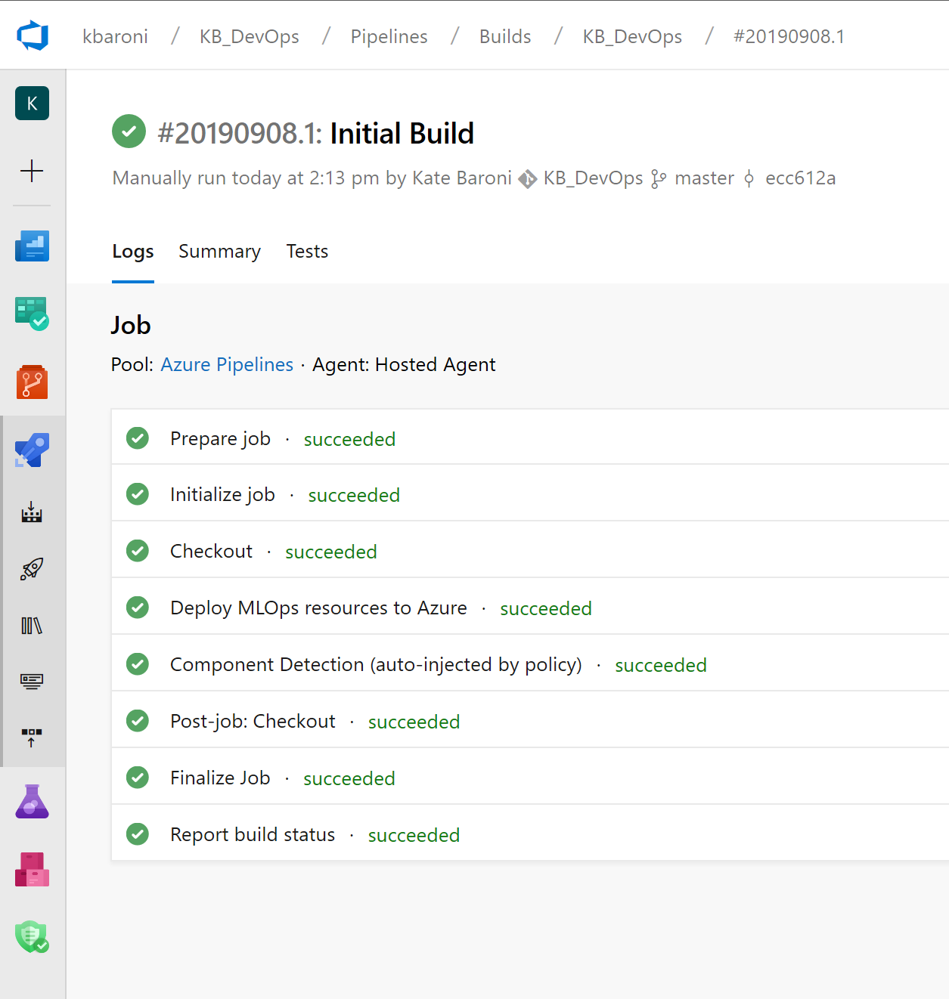 kbaroni / KB_DevOps / Pipelines / Builds / KB_DevOps / #20190908.1
K
#20190908.1: Initial Build
Manually run today at 2:13 pm by Kate Baroni KB_DevOps master ecc612a
Logs Summary Tests
Job
Pool: Azure Pipelines · Agent: Hosted Agent
Prepare job · succeeded
Initialize job · succeeded
Checkout · succeeded
Deploy MLOps resources to Azure · succeeded
Component Detection (auto-injected by policy) · succeeded
Post-job: Checkout · succeeded
Finalize Job · succeeded
Report build status · succeeded